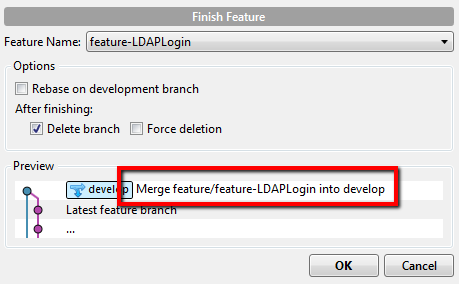 Finish Feature
Feature Name: feature-LDAPLogin
Options
Rebase on development branch
After finishing:
Delete branch Force deletion
Preview
develop Merge feature/feature-LDAPLogin into develop
Latest feature branch
...
OK Cancel